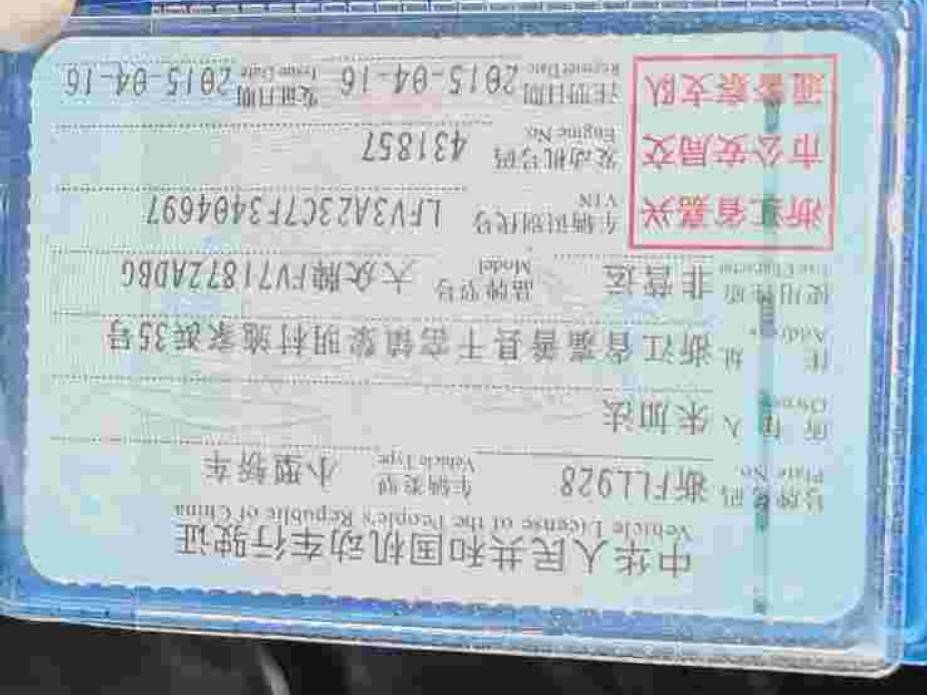 中华人民共和国机动车行驶证
Vehicle License of the People's Republic of China
号牌号码 浙FLL928 车辆类型 小型轿车
Plate No. Vehicle Type
所有人 朱加法
Owner
住址 浙江省嘉善县干窑镇黎明村施家浜35号
Address
使用性质 非营运 品牌型号 大众牌FV71872ADBG
Use Character Model
浙江省嘉兴
市公安局交
通警察支队
车辆识别代号 LFV3A23C7F3404697
VIN
发动机号码 431857
Engine No.
注册日期 2015-04-16 发证日期 2015-04-16
Register Date Issue Date